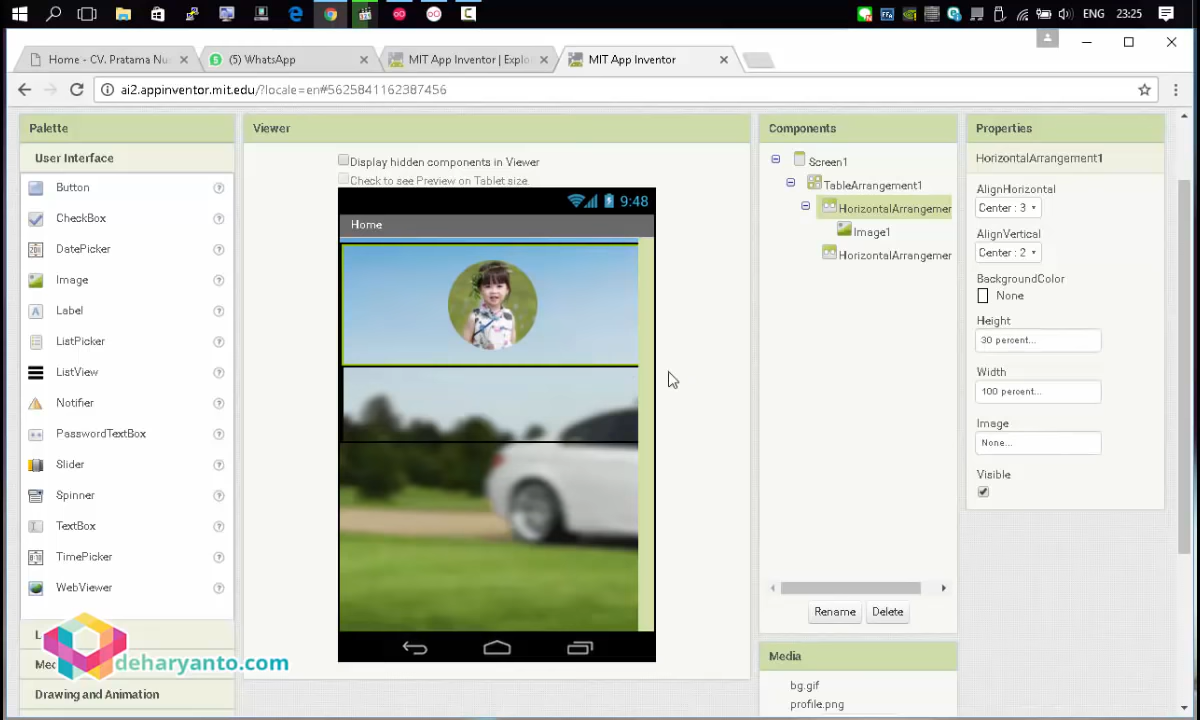 ENG 23:25
Home - CV. Pratama Nu
(5) WhatsApp
MIT App Inventor | Explo
MIT App Inventor
ai2.appinventor.mit.edu/?locale=en#5625841162387456
Palette
Viewer
Components
Properties
User Interface
Button
CheckBox
DatePicker
Image
Label
ListPicker
ListView
Notifier
PasswordTextBox
Slider
Spinner
TextBox
TimePicker
WebViewer
L
Med
Drawing and Animation
deharyanto.com
Display hidden components in Viewer
Check to see Preview on Tablet size.
9:48
Home
Screen1
TableArrangement1
HorizontalArrangemer
Image1
HorizontalArrangemer
Rename
Delete
Media
bg.gif
profile.png
HorizontalArrangement1
AlignHorizontal
Center : 3
AlignVertical
Center : 2
BackgroundColor
None
Height
30 percent...
Width
100 percent...
Image
None...
Visible